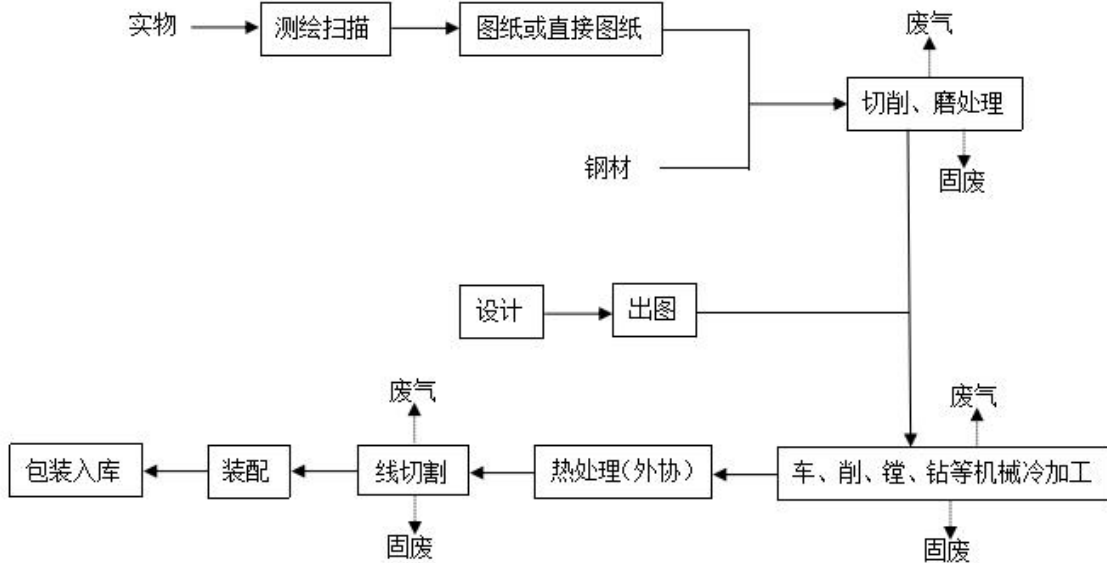 实物
测绘扫描
图纸或直接图纸
废气
切削、磨处理
钢材
固废
设计
出图
废气
废气
包装入库
装配
线切割
热处理(外协)
车、削、镗、钻等机械冷加工
固废
固废